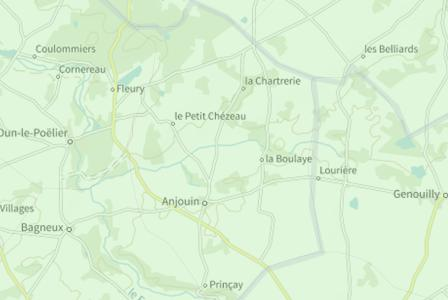 Coulommiers
les Belliards
Cornereau
la Chartrerie
Fleury
le Petit Chézeau
Dun-le-Poëlier
la Boulaye
Lourière
Genouilly
Anjouin
Villages
Bagneux
Prinçay